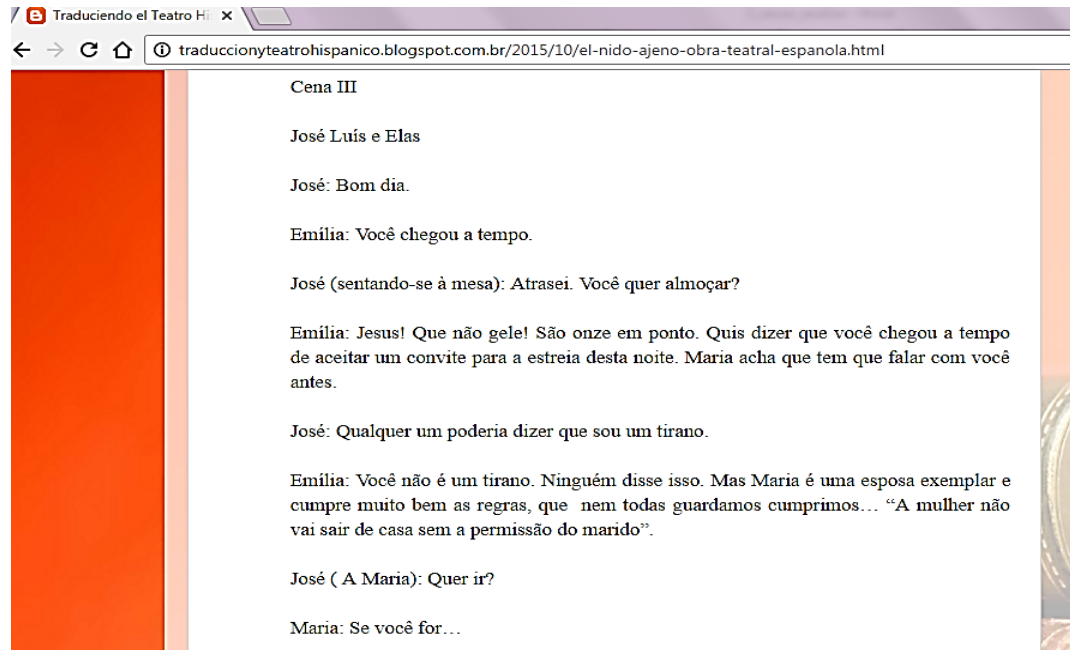 Traduciendo el Teatro Hi
traduccionyteatrohispanico.blogspot.com.br/2015/10/el-nido-ajeno-obra-teatral-espanola.html
Cena III
José Luís e Elas
José: Bom dia.
Emília: Você chegou a tempo.
José (sentando-se à mesa): Atrasei. Você quer almoçar?
Emília: Jesus! Que não gele! São onze em ponto. Quis dizer que você chegou a tempo
de aceitar um convite para a estreia desta noite. Maria acha que tem que falar com você
antes.
José: Qualquer um poderia dizer que sou um tirano.
Emília: Você não é um tirano. Ninguém disse isso. Mas Maria é uma esposa exemplar e
cumpre muito bem as regras, que nem todas guardamos cumprimos… “A mulher não
vai sair de casa sem a permissão do marido”.
José ( A Maria): Quer ir?
Maria: Se você for…